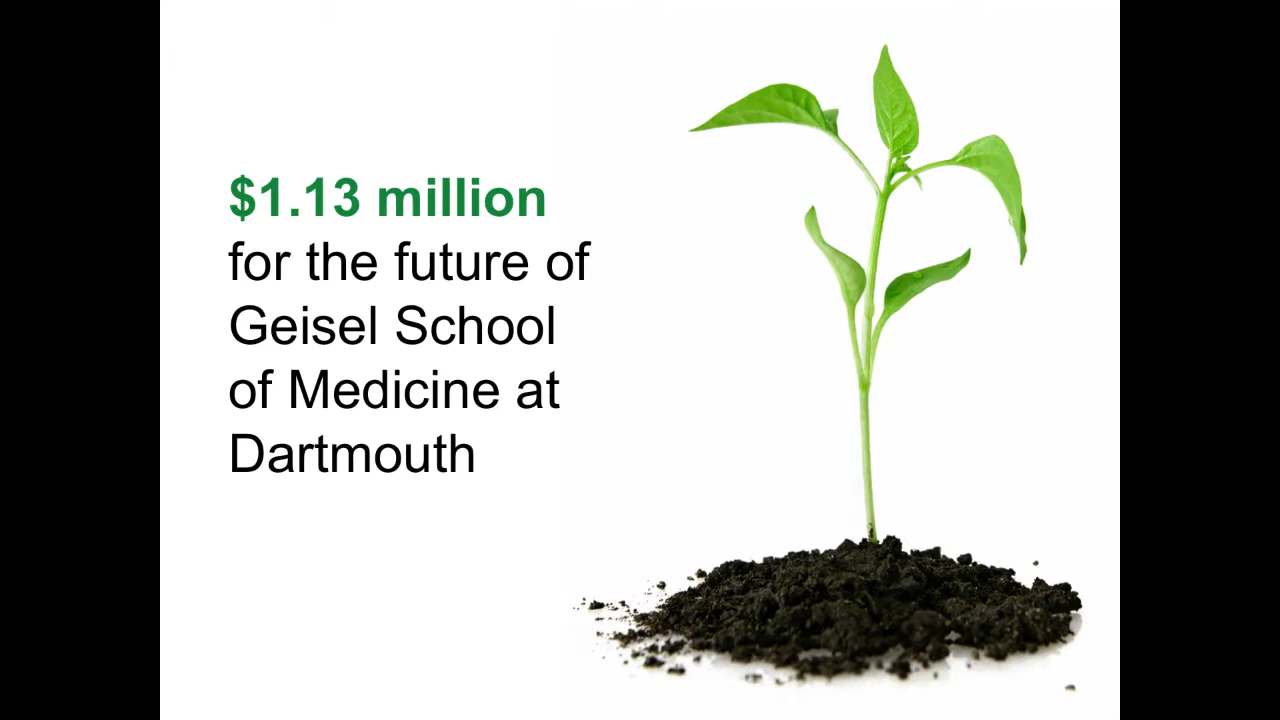 $1.13 million
for the future of
Geisel School
of Medicine at
Dartmouth